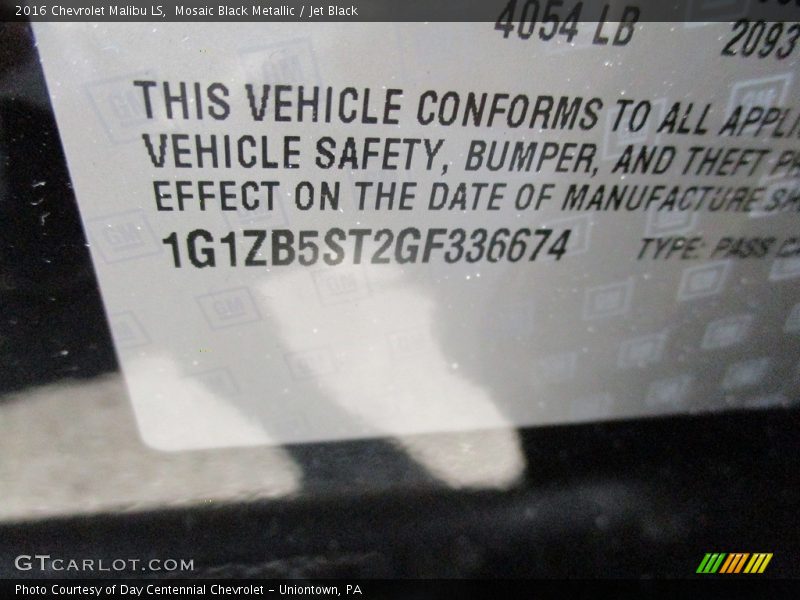 2016 Chevrolet Malibu LS,  Mosaic Black Metallic / Jet Black
4054 LB
2093
THIS VEHICLE CONFORMS TO ALL
VEHICLE SAFETY, BUMPER, AND THEFT
EFFECT ON THE DATE OF MANUFACTURE
1G1ZB5ST2GF336674
TYPE: PASS
GTCARLOT.COM
Photo Courtesy of Day Centennial Chevrolet - Uniontown, PA